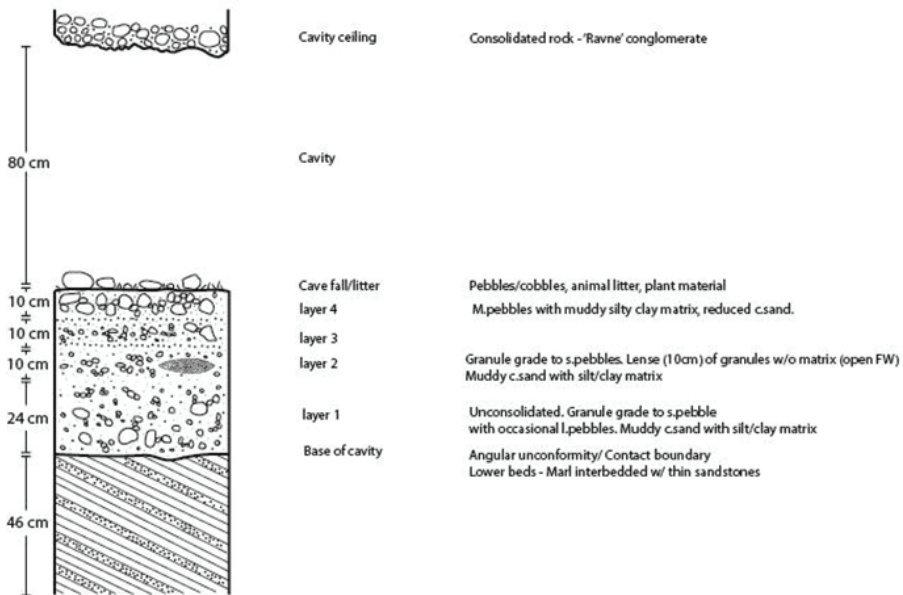 Cavity ceiling
Consolidated rock - 'Ravne' conglomerate
80 cm
Cavity
Cave fall/litter
Pebbles/cobbles, animal litter, plant material
10 cm
layer 4
M.pebbles with muddy silty clay matrix, reduced c.sand.
10 cm
layer 3
10 cm
layer 2
Granule grade to s.pebbles. Lense (10cm) of granules w/o matrix (open FW)
Muddy c.sand with silt/clay matrix
24 cm
layer 1
Unconsolidated. Granule grade to s.pebble
with occasional l.pebbles. Muddy c.sand with silt/clay matrix
Base of cavity
Angular unconformity/ Contact boundary
Lower beds - Marl interbedded w/ thin sandstones
46 cm